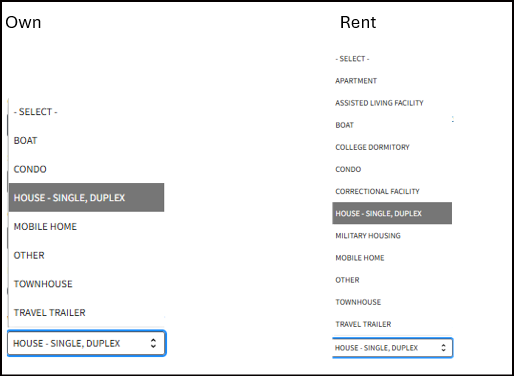 Own
- SELECT -
BOAT
CONDO
HOUSE - SINGLE, DUPLEX
MOBILE HOME
OTHER
TOWNHOUSE
TRAVEL TRAILER
HOUSE - SINGLE, DUPLEX
Rent
- SELECT -
APARTMENT
ASSISTED LIVING FACILITY
BOAT
COLLEGE DORMITORY
CONDO
CORRECTIONAL FACILITY
HOUSE - SINGLE, DUPLEX
MILITARY HOUSING
MOBILE HOME
OTHER
TOWNHOUSE
TRAVEL TRAILER
HOUSE - SINGLE, DUPLEX